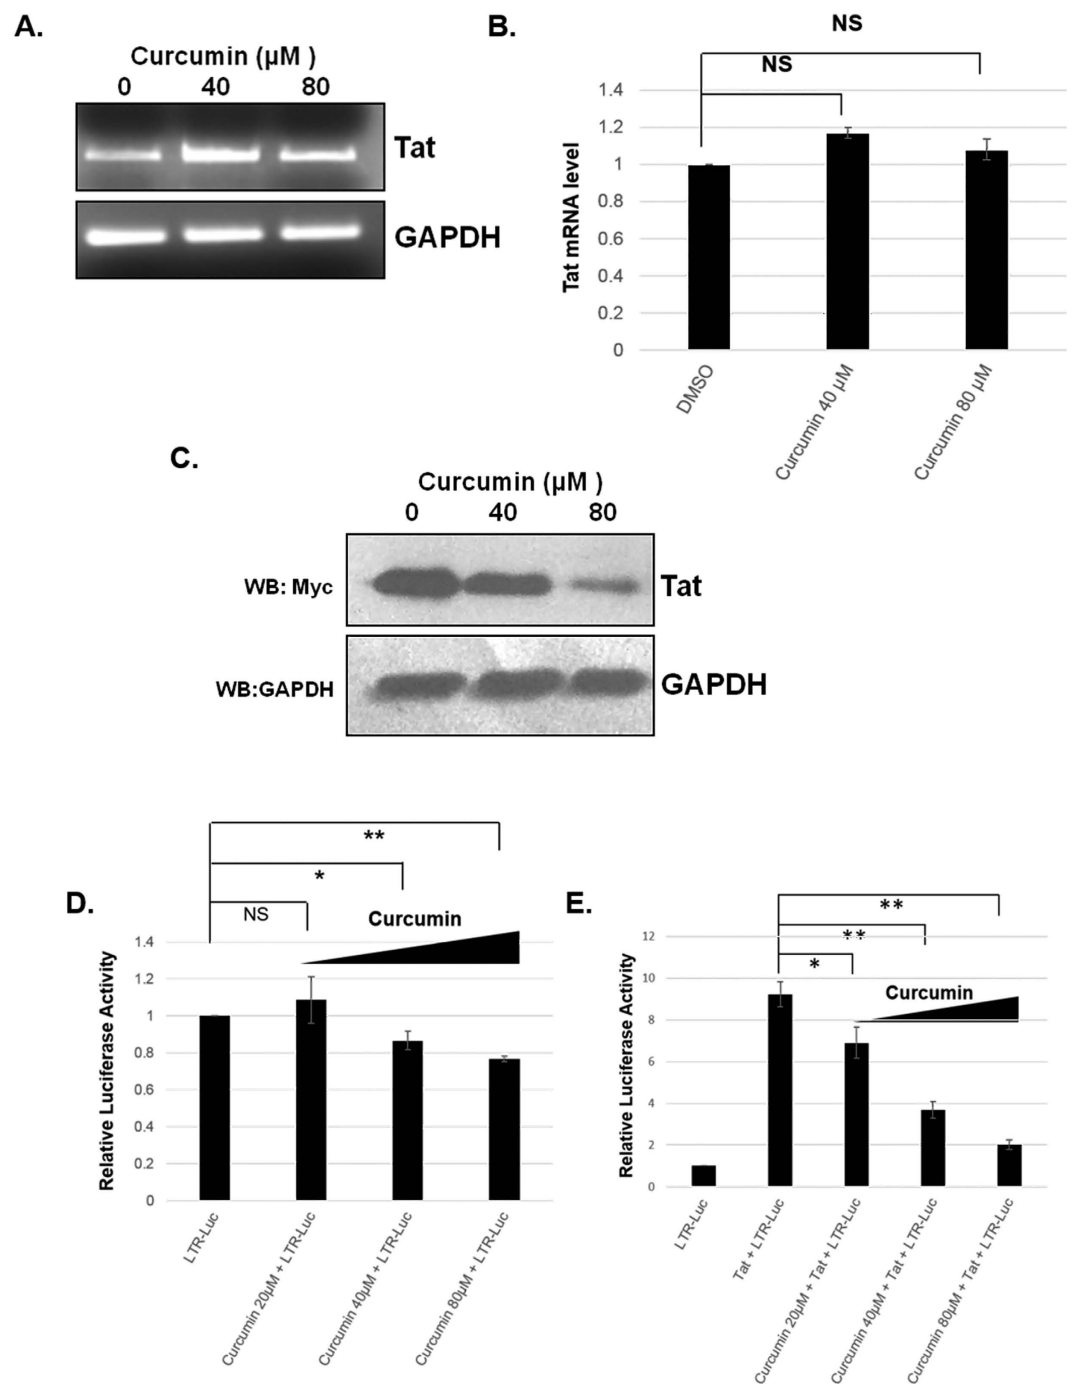 A.
Curcumin (µM )
0 40 80
Tat
GAPDH
B.
NS
NS
1.4
1.2
1
0.8
0.6
0.4
0.2
0
Tat mRNA level
DMSO
Curcumin 40 µM
Curcumin 80 µM
C.
Curcumin (µM )
0 40 80
WB: Myc
Tat
WB:GAPDH
GAPDH
D.
**
*
NS
Curcumin
1.4
1.2
1
0.8
0.6
0.4
0.2
0
Relative Luciferase Activity
LTR-Luc
Curcumin 20µM + LTR-Luc
Curcumin 40µM + LTR-Luc
Curcumin 80µM + LTR-Luc
E.
**
**
*
Curcumin
12
10
8
6
4
2
0
Relative Luciferase Activity
LTR-Luc
Tat + LTR-Luc
Curcumin 20µM + Tat + LTR-Luc
Curcumin 40µM + Tat + LTR-Luc
Curcumin 80µM + Tat + LTR-Luc